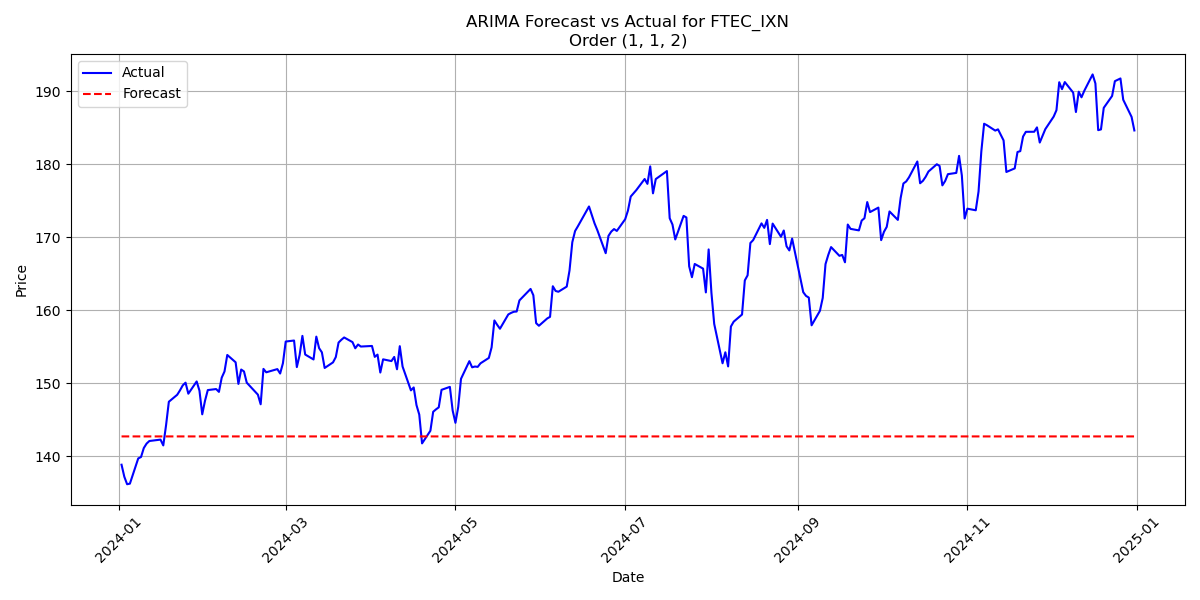 ARIMA Forecast vs Actual for FTEC_IXN
Order (1, 1, 2)
Actual
Forecast
Price
190
180
170
160
150
140
2024-01
2024-03
2024-05
2024-07
2024-09
2024-11
2025-01
Date